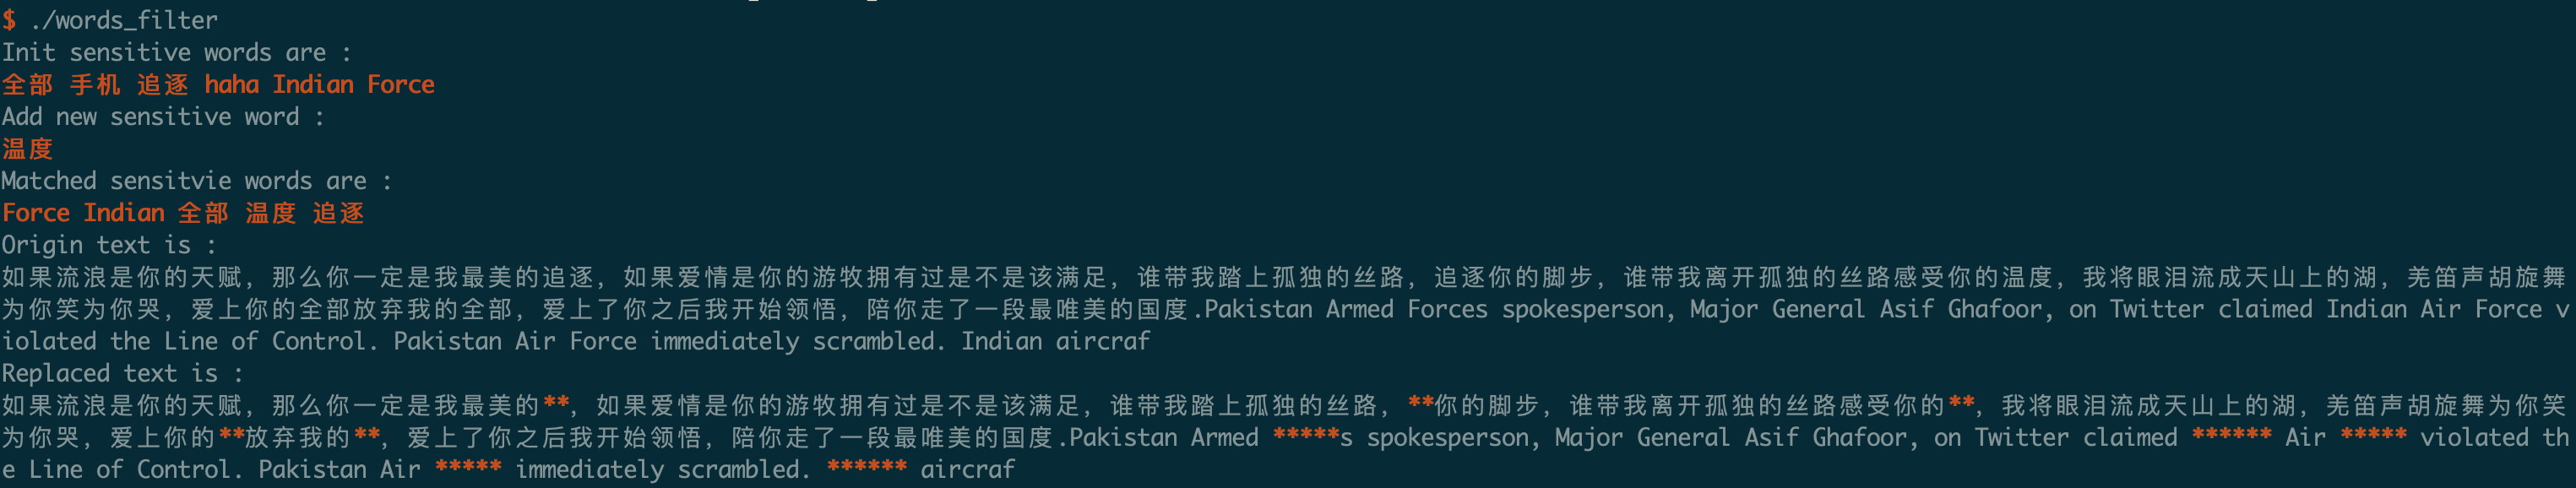 $ ./words_filter
Init sensitive words are :
全部 手机 追逐 haha Indian Force
Add new sensitive word :
温度
Matched sensitvie words are :
Force Indian 全部 温度 追逐
Origin text is :
如果流浪是你的天赋, 那么你一定是我最美的追逐, 如果爱情是你的游牧拥有过是不是该满足, 谁带我踏上孤独的丝路, 追逐你的脚步, 谁带我离开孤独的丝路感受你的温度, 我将眼泪流成天山上的湖, 羌笛声胡旋舞
为你笑为你哭, 爱上你的全部放弃我的全部, 爱上了你之后我开始领悟, 陪你走了一段最唯美的国度.Pakistan Armed Forces spokesperson, Major General Asif Ghafoor, on Twitter claimed Indian Air Force v
iolated the Line of Control. Pakistan Air Force immediately scrambled. Indian aircraf
Replaced text is :
如果流浪是你的天赋, 那么你一定是我最美的**, 如果爱情是你的游牧拥有过是不是该满足, 谁带我踏上孤独的丝路, **你的脚步, 谁带我离开孤独的丝路感受你的**, 我将眼泪流成天山上的湖, 羌笛声胡旋舞为你笑
为你哭, 爱上你的**放弃我的**, 爱上了你之后我开始领悟, 陪你走了一段最唯美的国度.Pakistan Armed *****s spokesperson, Major General Asif Ghafoor, on Twitter claimed ****** Air ***** violated th
e Line of Control. Pakistan Air ***** immediately scrambled. ****** aircraf